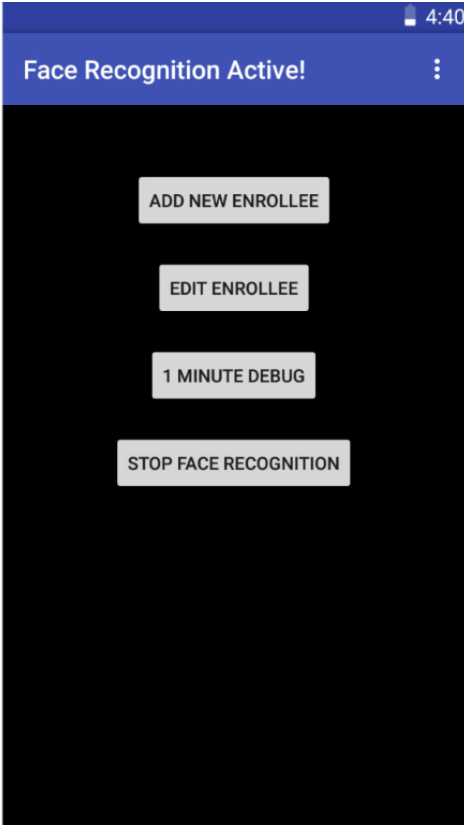 4:40
Face Recognition Active!
ADD NEW ENROLLEE
EDIT ENROLLEE
1 MINUTE DEBUG
STOP FACE RECOGNITION